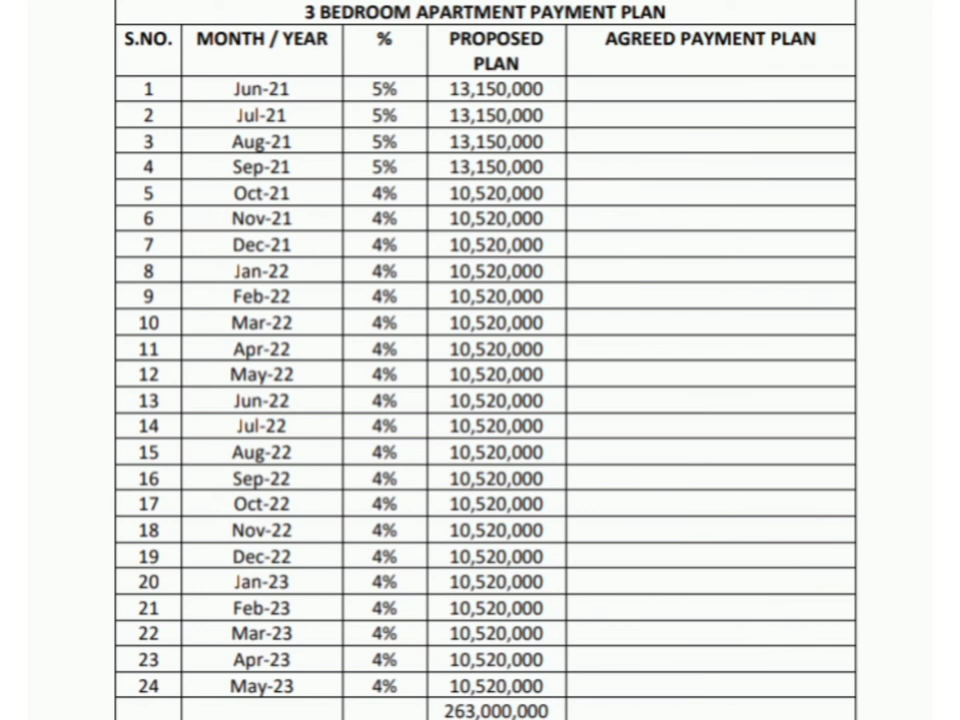 3 BEDROOM APARTMENT PAYMENT PLAN
S.NO. MONTH / YEAR % PROPOSED PLAN AGREED PAYMENT PLAN
1 Jun-21 5% 13,150,000
2 Jul-21 5% 13,150,000
3 Aug-21 5% 13,150,000
4 Sep-21 5% 13,150,000
5 Oct-21 4% 10,520,000
6 Nov-21 4% 10,520,000
7 Dec-21 4% 10,520,000
8 Jan-22 4% 10,520,000
9 Feb-22 4% 10,520,000
10 Mar-22 4% 10,520,000
11 Apr-22 4% 10,520,000
12 May-22 4% 10,520,000
13 Jun-22 4% 10,520,000
14 Jul-22 4% 10,520,000
15 Aug-22 4% 10,520,000
16 Sep-22 4% 10,520,000
17 Oct-22 4% 10,520,000
18 Nov-22 4% 10,520,000
19 Dec-22 4% 10,520,000
20 Jan-23 4% 10,520,000
21 Feb-23 4% 10,520,000
22 Mar-23 4% 10,520,000
23 Apr-23 4% 10,520,000
24 May-23 4% 10,520,000
263,000,000